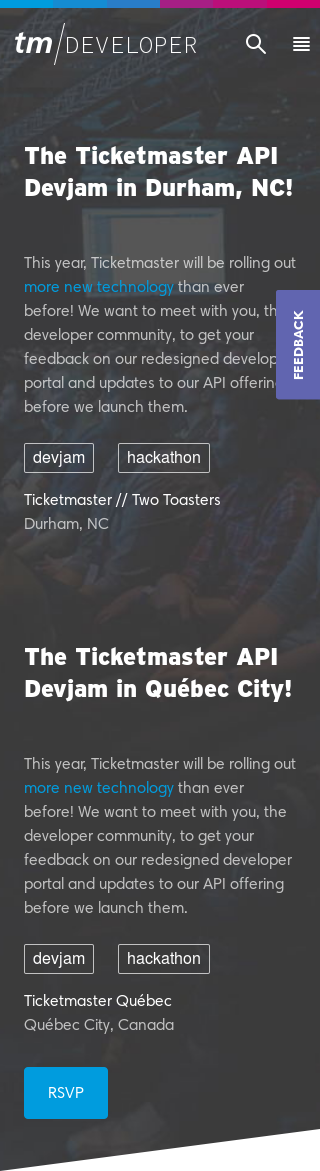 tm/DEVELOPER
The Ticketmaster API
Devjam in Durham, NC!
This year, Ticketmaster will be rolling out
more new technology than ever
before! We want to meet with you, th
developer community, to get your
feedback on our redesigned develop
portal and updates to our API offering
before we launch them.
FEEDBACK
devjam hackathon
Ticketmaster // Two Toasters
Durham, NC
The Ticketmaster API
Devjam in Québec City!
This year, Ticketmaster will be rolling out
more new technology than ever
before! We want to meet with you, the
developer community, to get your
feedback on our redesigned developer
portal and updates to our API offering
before we launch them.
devjam hackathon
Ticketmaster Québec
Québec City, Canada
RSVP